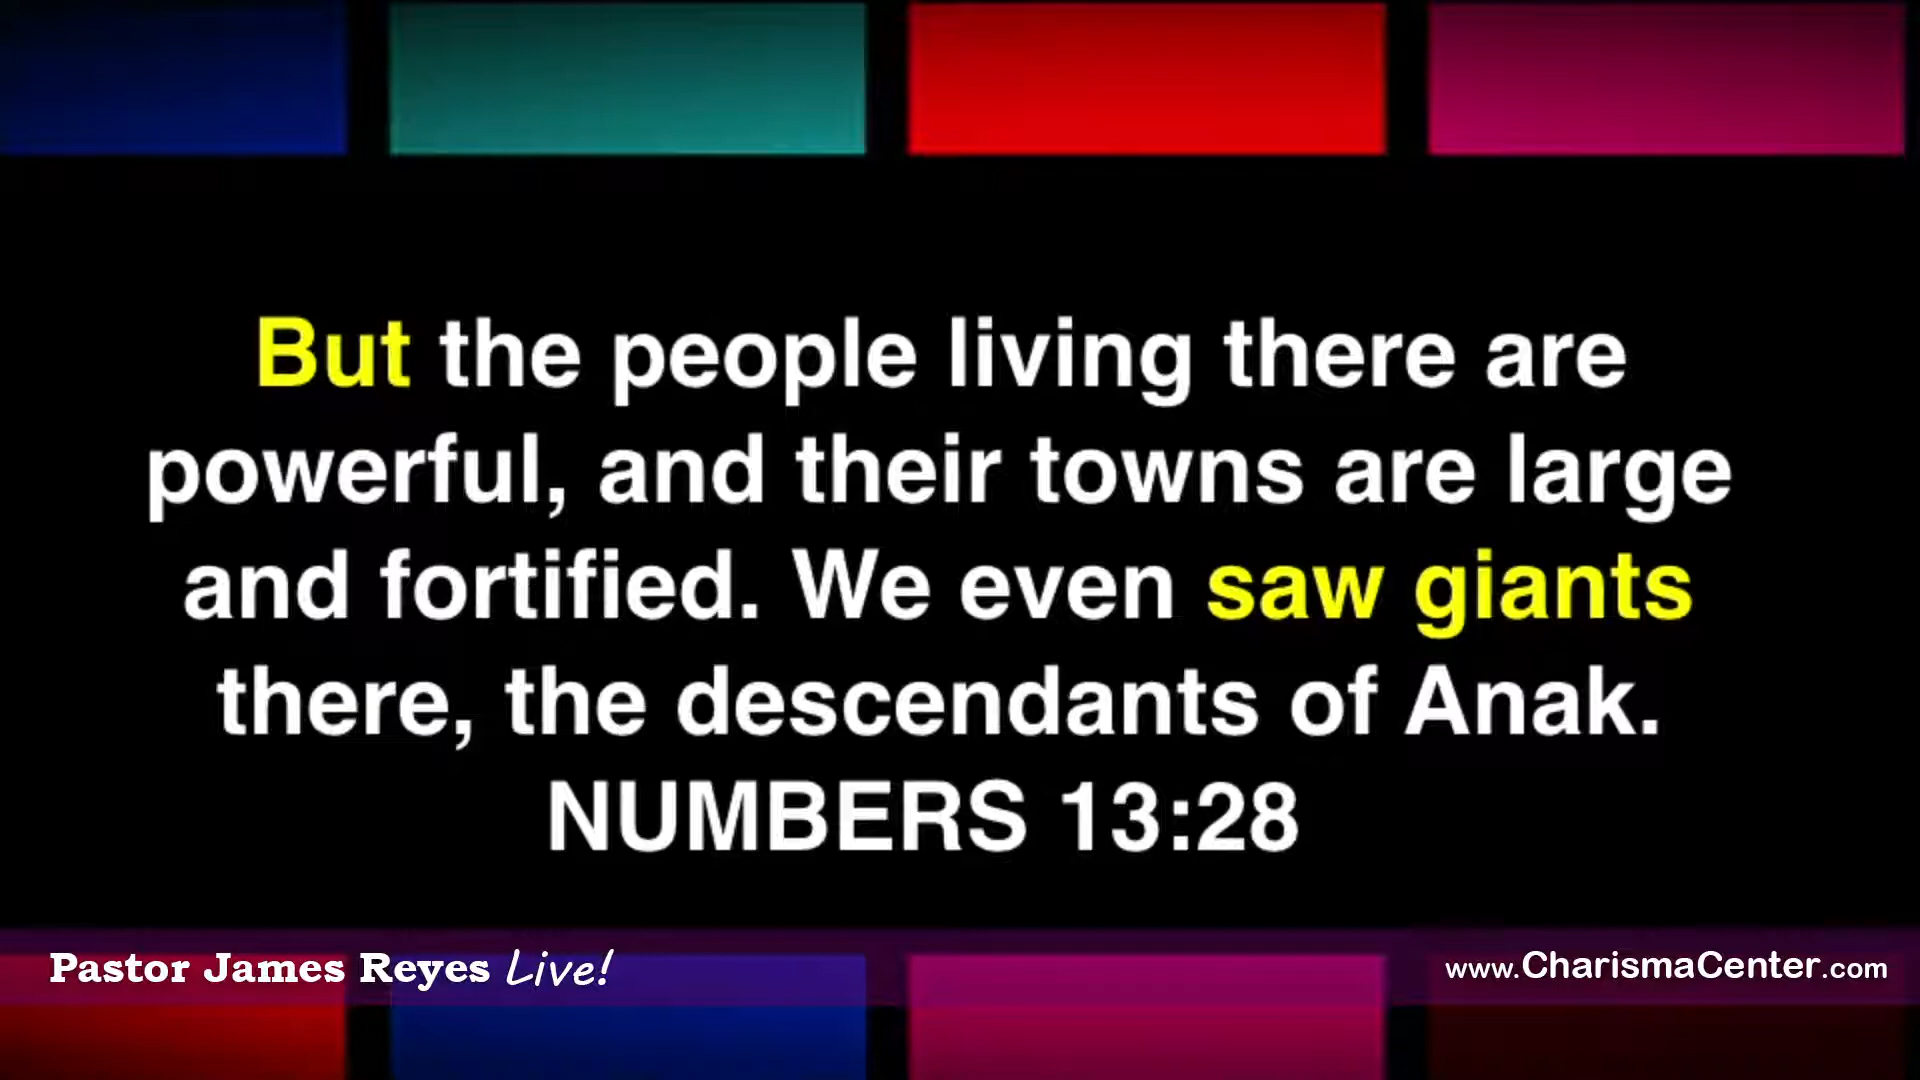 But the people living there are
powerful, and their towns are large
and fortified. We even saw giants
there, the descendants of Anak.
NUMBERS 13:28
Pastor James Reyes Live!
www.CharismaCenter.com